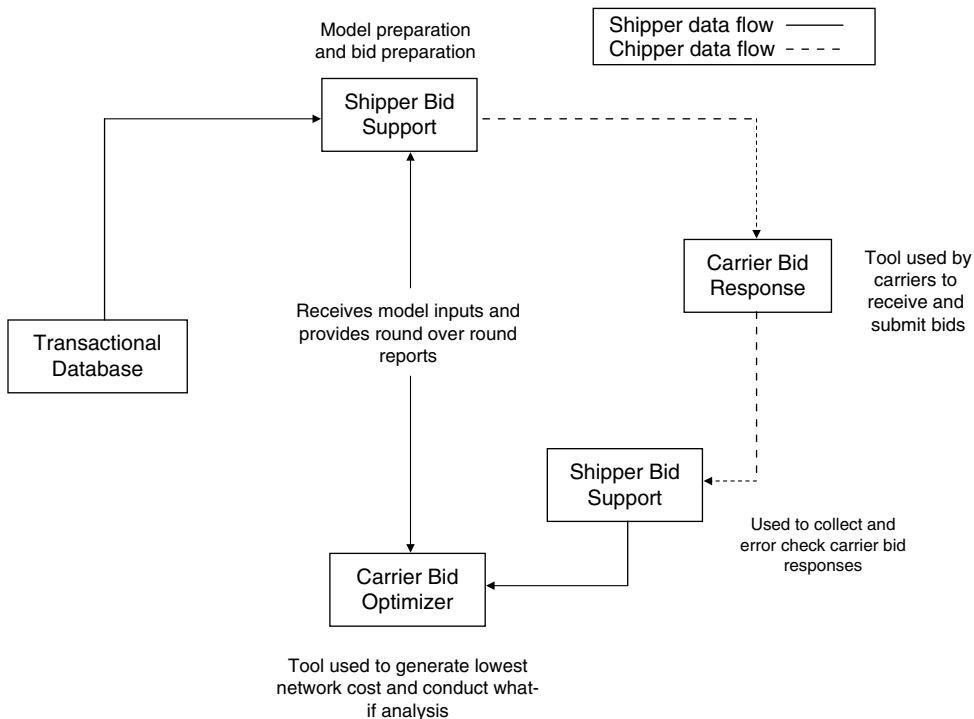 Shipper data flow
Chipper data flow
Model preparation
and bid preparation
Shipper Bid
Support
Carrier Bid
Response
Tool used by
carriers to
receive and
submit bids
Receives model inputs and
provides round over round
reports
Transactional
Database
Shipper Bid
Support
Used to collect and
error check carrier bid
responses
Carrier Bid
Optimizer
Tool used to generate lowest
network cost and conduct what-
if analysis